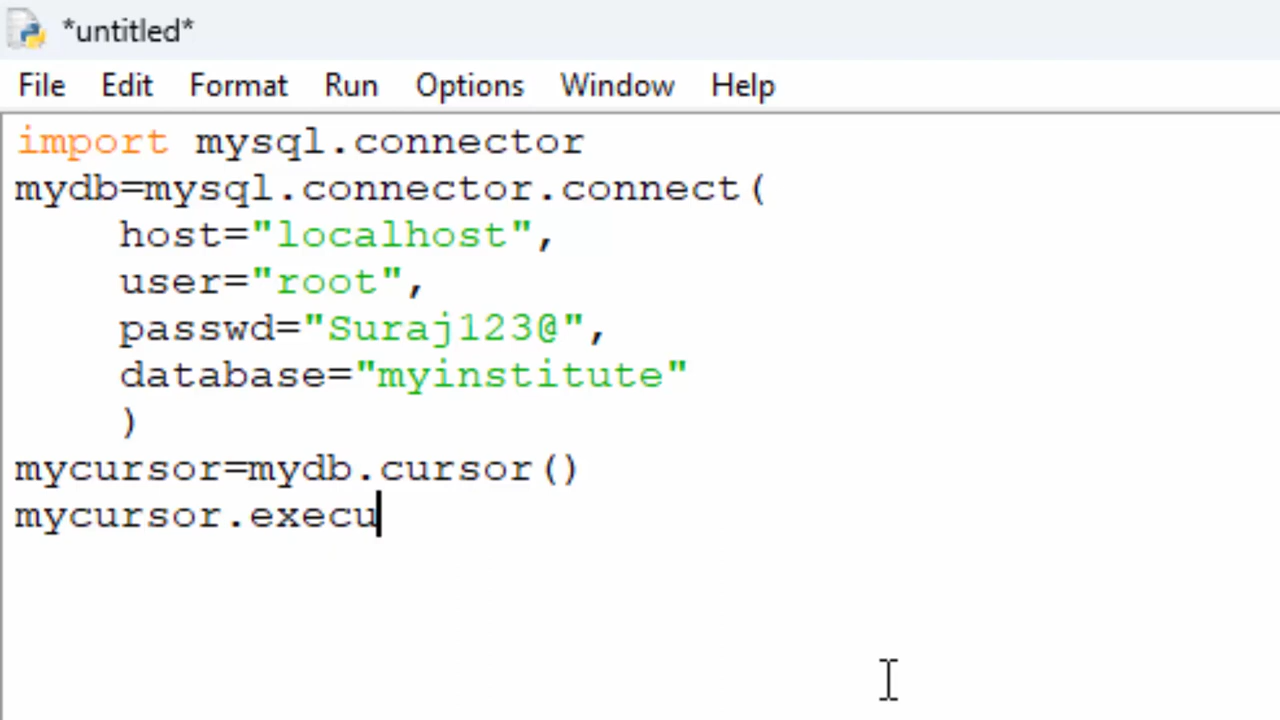 *untitled*
File Edit Format Run Options Window Help
import mysql.connector
mydb=mysql.connector.connect(
    host="localhost",
    user="root",
    passwd="Suraj123@",
    database="myinstitute"
    )
mycursor=mydb.cursor()
mycursor.execu